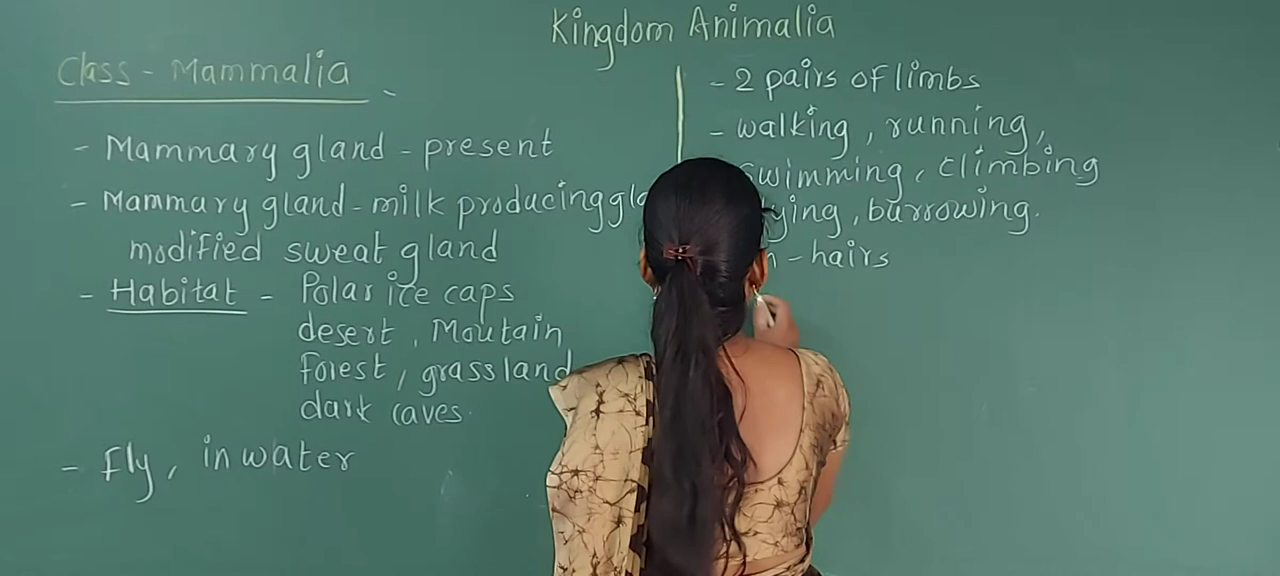 Kingdom Animalia
Class - Mammalia
- Mammary gland - present
- Mammary gland - milk producing
modified sweat gland
- Habitat - Polar ice caps
desert, Moutain
forest, grassland
dark caves.
- Fly, in water
- 2 pairs of limbs
- walking, running,
swimming, climbing
burrowing.
- hairs